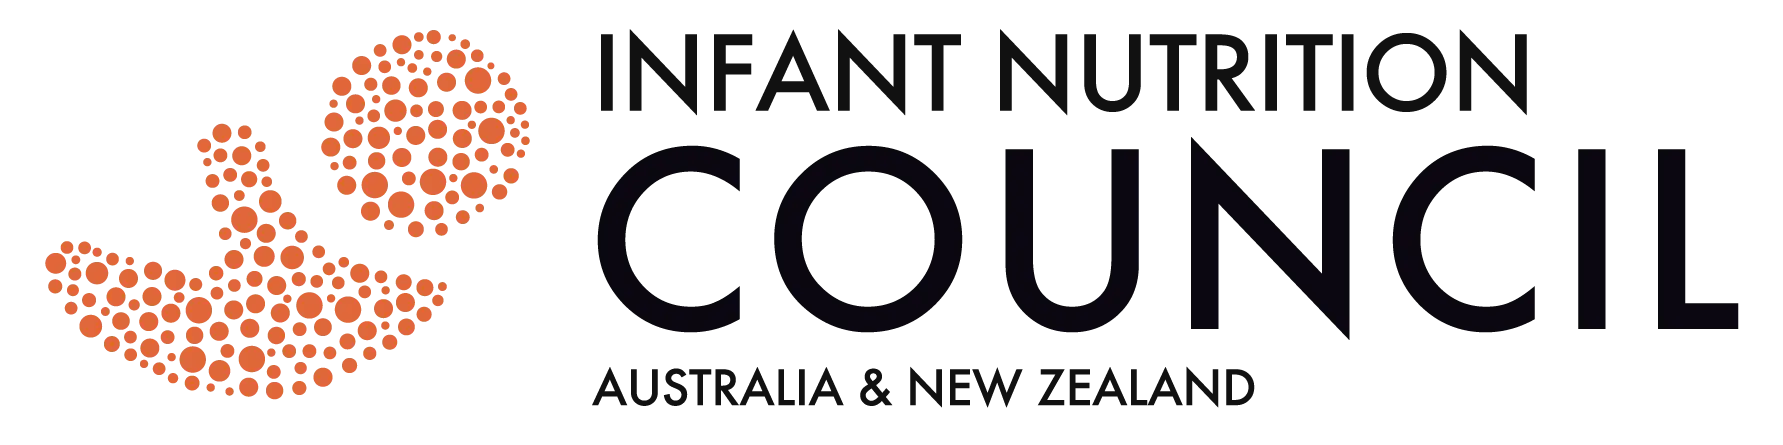 INFANT NUTRITION
COUNCIL
AUSTRALIA & NEW ZEALAND